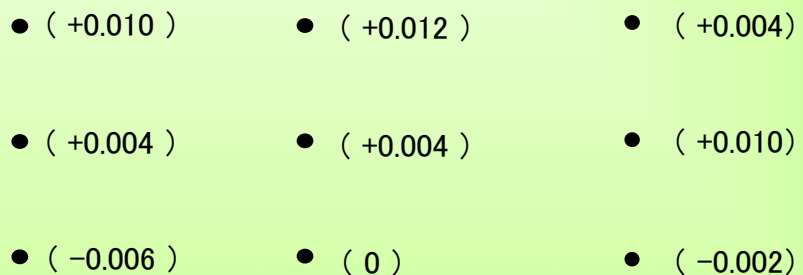 ● ( +0.010 ) ● ( +0.012 ) ● ( +0.004)
● ( +0.004 ) ● ( +0.004 ) ● ( +0.010)
● ( −0.006 ) ● ( 0 ) ● ( −0.002)